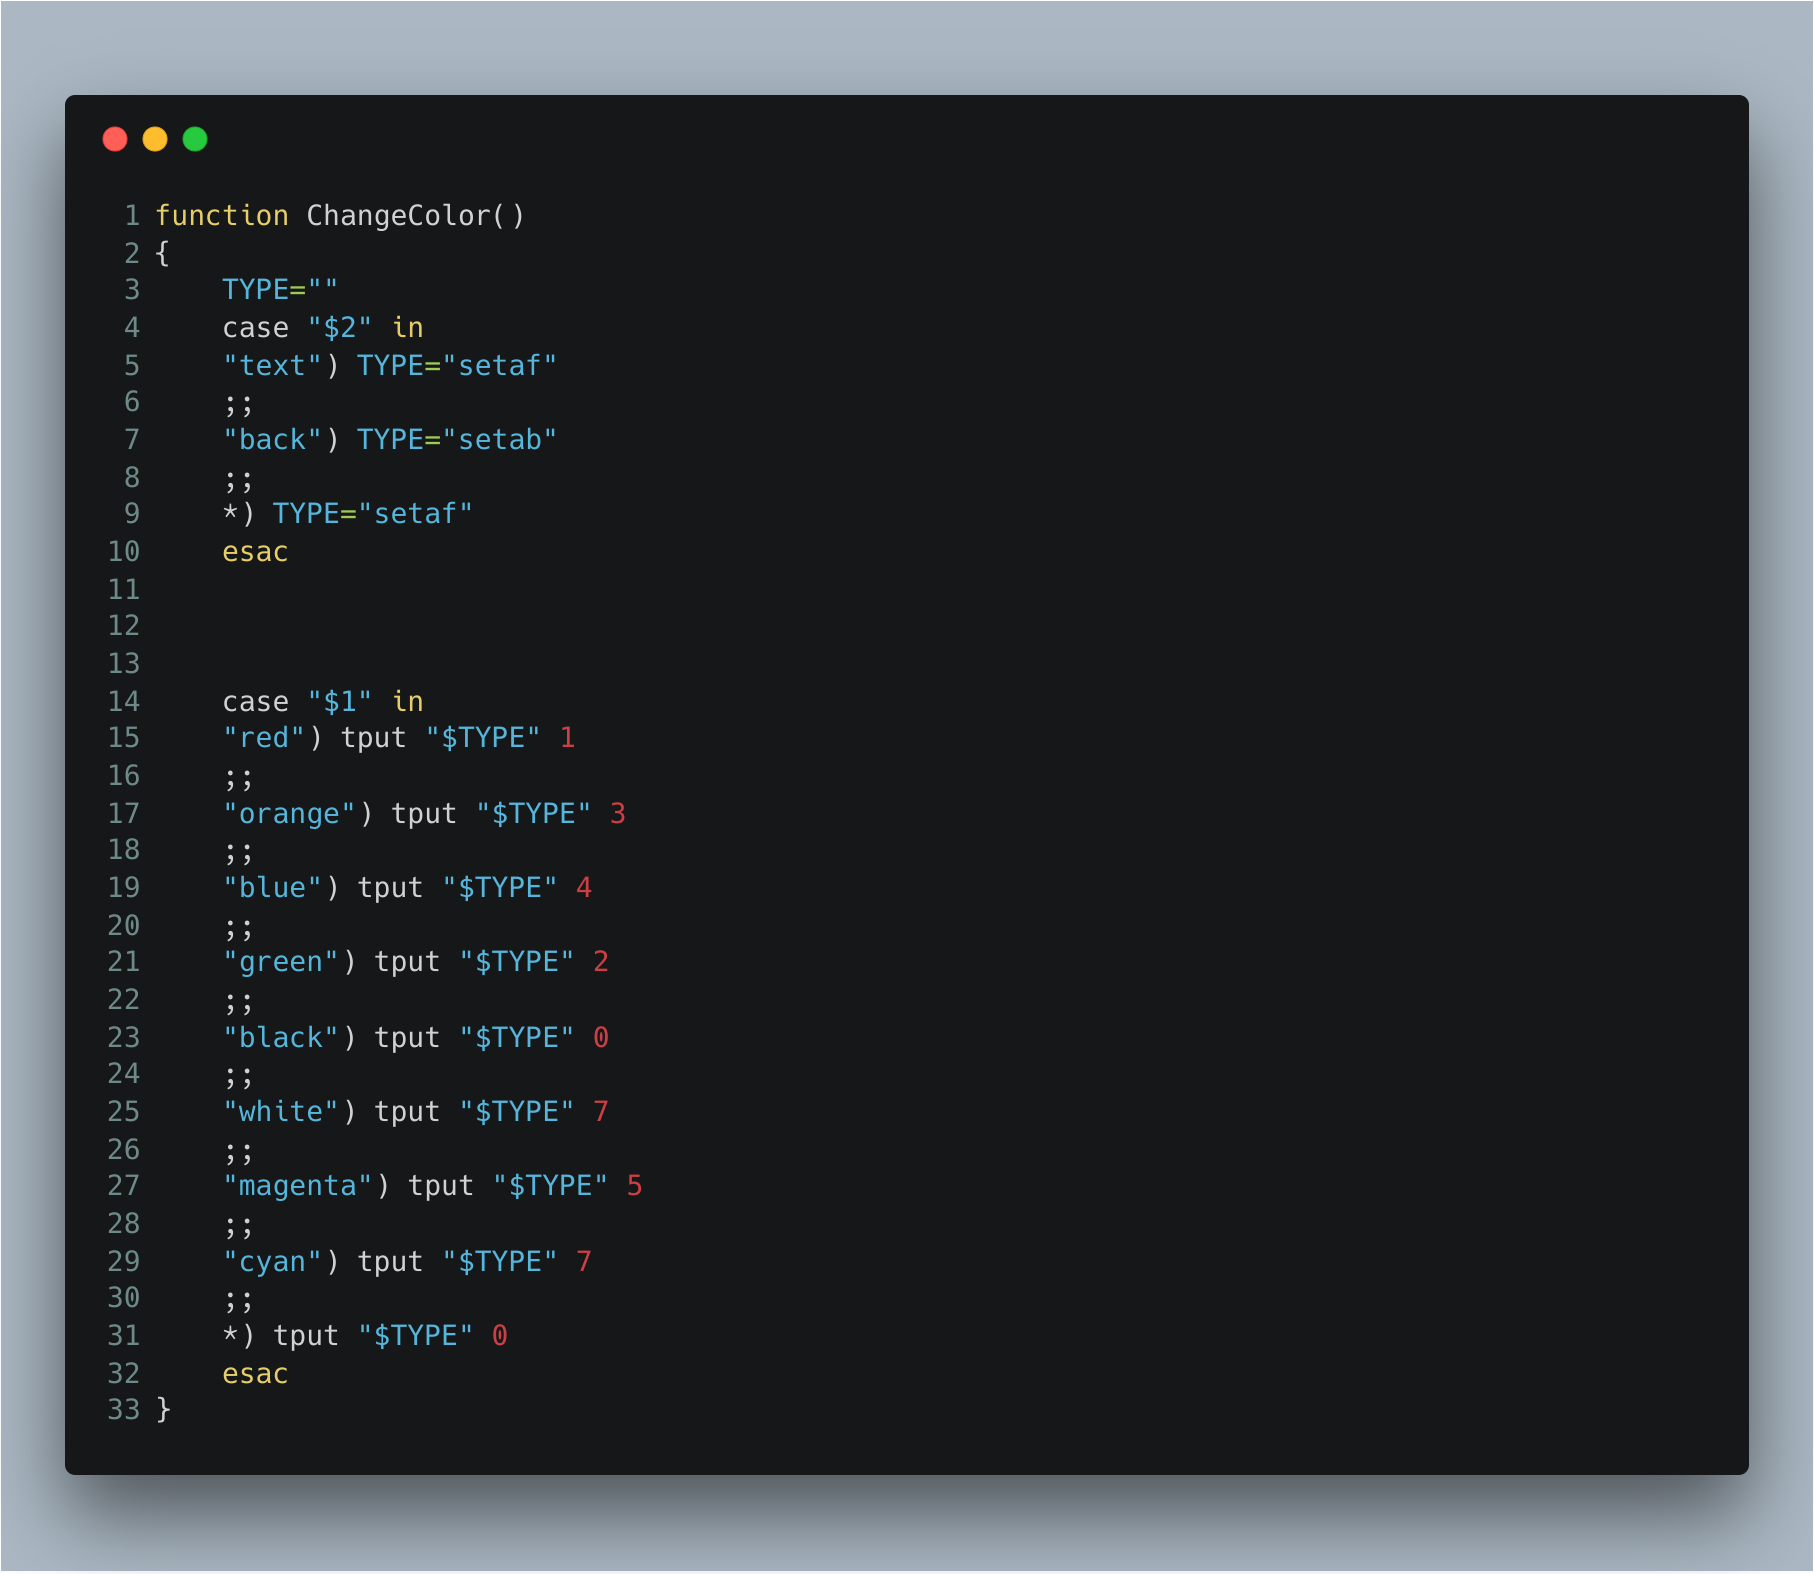 1 function ChangeColor()
2 {
3     TYPE=""
4     case "$2" in
5     "text") TYPE="setaf"
6     ;;
7     "back") TYPE="setab"
8     ;;
9     *) TYPE="setaf"
10     esac
11
12
13
14     case "$1" in
15     "red") tput "$TYPE" 1
16     ;;
17     "orange") tput "$TYPE" 3
18     ;;
19     "blue") tput "$TYPE" 4
20     ;;
21     "green") tput "$TYPE" 2
22     ;;
23     "black") tput "$TYPE" 0
24     ;;
25     "white") tput "$TYPE" 7
26     ;;
27     "magenta") tput "$TYPE" 5
28     ;;
29     "cyan") tput "$TYPE" 7
30     ;;
31     *) tput "$TYPE" 0
32     esac
33 }